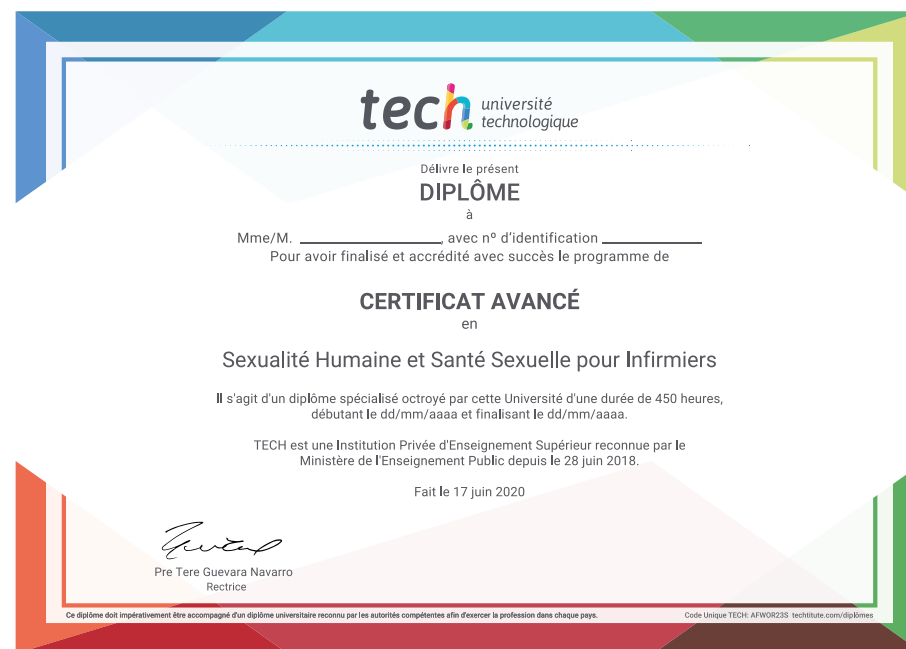 tech université
technologique
Délivre le présent
DIPLÔME
à
Mme/M. ____________________, avec nº d'identification ______________
Pour avoir finalisé et accrédité avec succès le programme de
CERTIFICAT AVANCÉ
en
Sexualité Humaine et Santé Sexuelle pour Infirmiers
Il s'agit d'un diplôme spécialisé octroyé par cette Université d'une durée de 450 heures,
débutant le dd/mm/aaaa et finalisant le dd/mm/aaaa.
TECH est une Institution Privée d'Enseignement Supérieur reconnue par le
Ministère de l'Enseignement Public depuis le 28 juin 2018.
Fait le 17 juin 2020
Pre Tere Guevara Navarro
Rectrice
Ce diplôme doit impérativement être accompagné d'un diplôme universitaire reconnu par les autorités compétentes afin d'exercer la profession dans chaque pays.
Code Unique TECH: AFWOR23S techtitute.com/diplômes